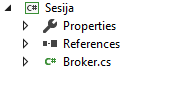 C# Sesija
Properties
References
C# Broker.cs